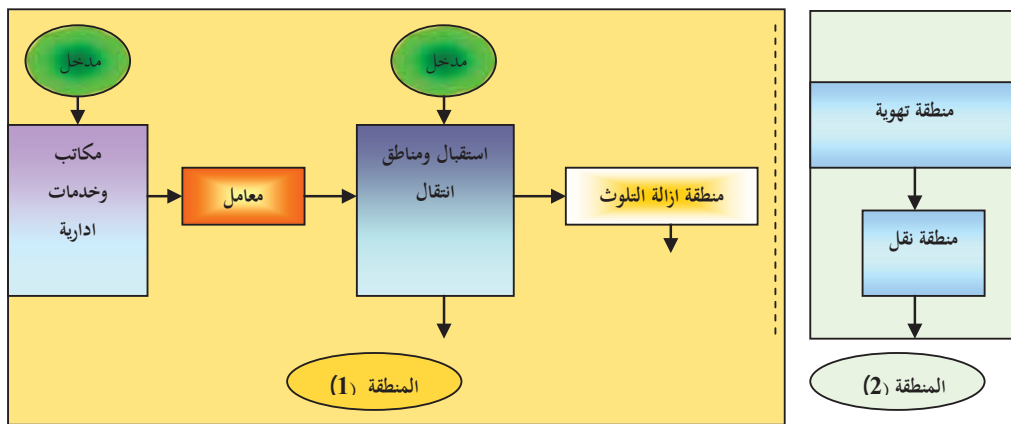 مدخل
مدخل
مكاتب
وخدمات
ادارية
معامل
استقبال ومناطق
انتقال
منطقة ازالة التلوث
المنطقة (1)
منطقة تهوية
منطقة نقل
المنطقة (2)